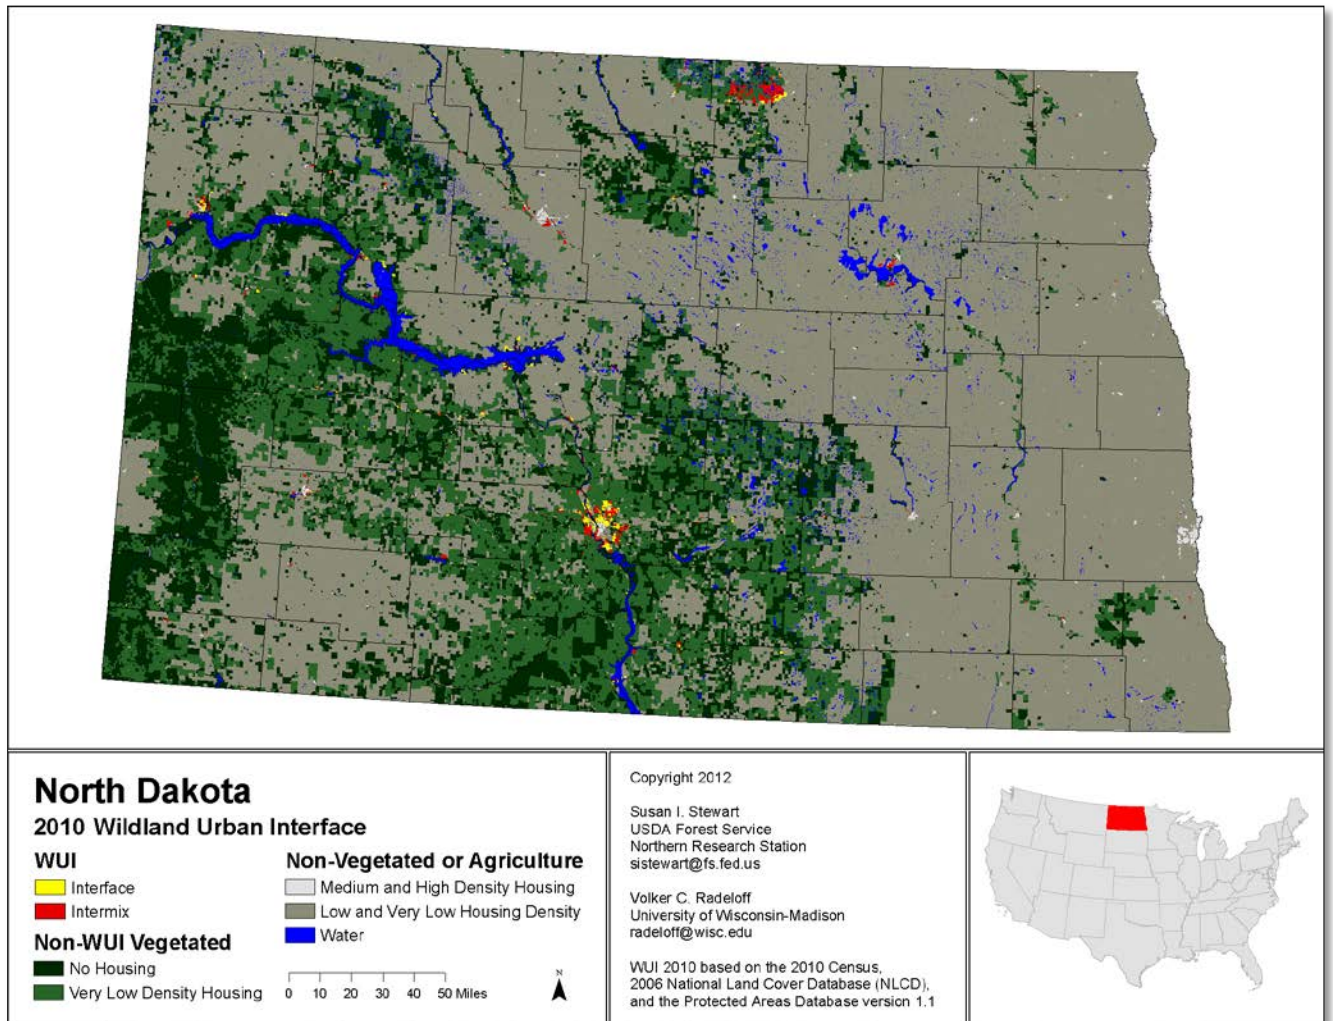 North Dakota
2010 Wildland Urban Interface
WUI
Interface
Intermix
Non-WUI Vegetated
No Housing
Very Low Density Housing
Non-Vegetated or Agriculture
Medium and High Density Housing
Low and Very Low Housing Density
Water
0 10 20 30 40 50 Miles
N
Copyright 2012
Susan I. Stewart
USDA Forest Service
Northern Research Station
sistewart@fs.fed.us
Volker C. Radeloff
University of Wisconsin-Madison
radeloff@wisc.edu
WUI 2010 based on the 2010 Census,
2006 National Land Cover Database (NLCD),
and the Protected Areas Database version 1.1